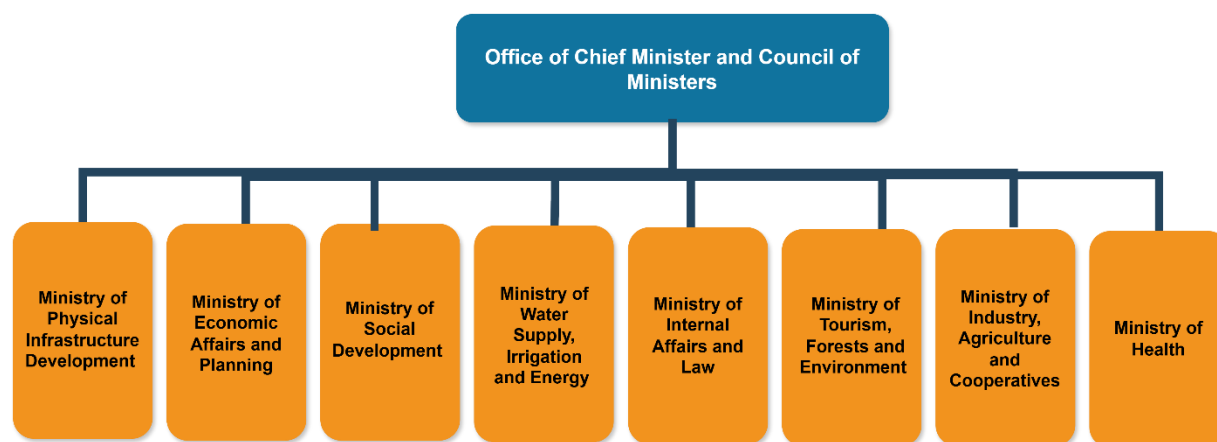 Office of Chief Minister and Council of
Ministers
Ministry of
Physical
Infrastructure
Development
Ministry of
Economic
Affairs and
Planning
Ministry of
Social
Development
Ministry of
Water
Supply,
Irrigation
and Energy
Ministry of
Internal
Affairs and
Law
Ministry of
Tourism,
Forests and
Environment
Ministry of
Industry,
Agriculture
and
Cooperatives
Ministry of
Health